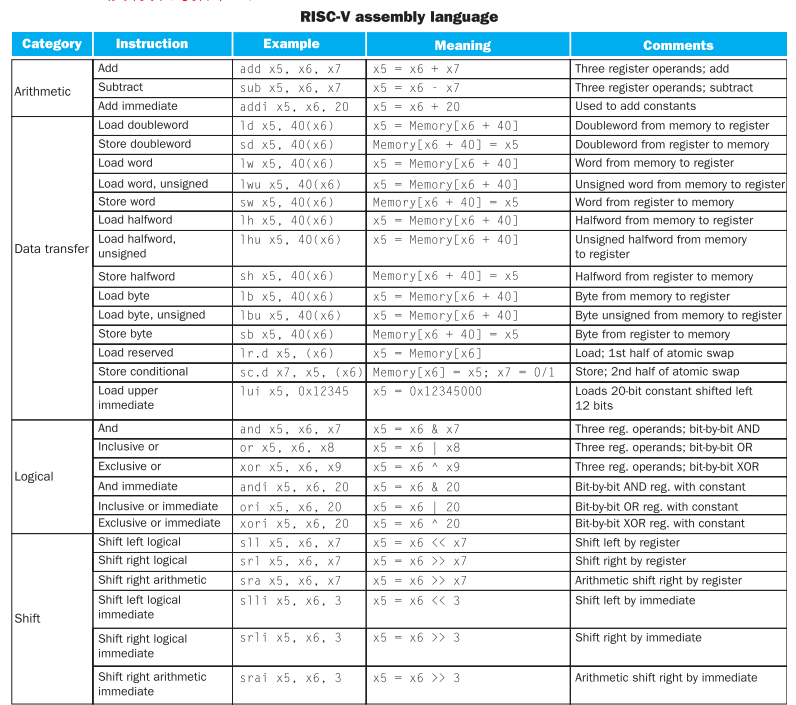 RISC-V assembly language
Category Instruction Example Meaning Comments
Arithmetic
Add add x5, x6, x7 x5 = x6 + x7 Three register operands; add
Subtract sub x5, x6, x7 x5 = x6 - x7 Three register operands; subtract
Add immediate addi x5, x6, 20 x5 = x6 + 20 Used to add constants
Data transfer
Load doubleword ld x5, 40(x6) x5 = Memory[x6 + 40] Doubleword from memory to register
Store doubleword sd x5, 40(x6) Memory[x6 + 40] = x5 Doubleword from register to memory
Load word lw x5, 40(x6) x5 = Memory[x6 + 40] Word from memory to register
Load word, unsigned lwu x5, 40(x6) x5 = Memory[x6 + 40] Unsigned word from memory to register
Store word sw x5, 40(x6) Memory[x6 + 40] = x5 Word from register to memory
Load halfword lh x5, 40(x6) x5 = Memory[x6 + 40] Halfword from memory to register
Load halfword, lhu x5, 40(x6) x5 = Memory[x6 + 40] Unsigned halfword from memory
unsigned to register
Store halfword sh x5, 40(x6) Memory[x6 + 40] = x5 Halfword from register to memory
Load byte lb x5, 40(x6) x5 = Memory[x6 + 40] Byte from memory to register
Load byte, unsigned lbu x5, 40(x6) x5 = Memory[x6 + 40] Byte unsigned from memory to register
Store byte sb x5, 40(x6) Memory[x6 + 40] = x5 Byte from register to memory
Load reserved lr.d x5, (x6) x5 = Memory[x6] Load; 1st half of atomic swap
Store conditional sc.d x7, x5, (x6) Memory[x6] = x5; x7 = 0/1 Store; 2nd half of atomic swap
Load upper lui x5, 0x12345 x5 = 0x12345000 Loads 20-bit constant shifted left
immediate 12 bits
Logical
And and x5, x6, x7 x5 = x6 & x7 Three reg. operands; bit-by-bit AND
Inclusive or or x5, x6, x8 x5 = x6 | x8 Three reg. operands; bit-by-bit OR
Exclusive or xor x5, x6, x9 x5 = x6 ^ x9 Three reg. operands; bit-by-bit XOR
And immediate andi x5, x6, 20 x5 = x6 & 20 Bit-by-bit AND reg. with constant
Inclusive or immediate ori x5, x6, 20 x5 = x6 | 20 Bit-by-bit OR reg. with constant
Exclusive or immediate xori x5, x6, 20 x5 = x6 ^ 20 Bit-by-bit XOR reg. with constant
Shift
Shift left logical sll x5, x6, x7 x5 = x6 << x7 Shift left by register
Shift right logical srl x5, x6, x7 x5 = x6 >> x7 Shift right by register
Shift right arithmetic sra x5, x6, x7 x5 = x6 >> x7 Arithmetic shift right by register
Shift left logical slli x5, x6, 3 x5 = x6 << 3 Shift left by immediate
immediate
Shift right logical srli x5, x6, 3 x5 = x6 >> 3 Shift right by immediate
immediate
Shift right arithmetic srai x5, x6, 3 x5 = x6 >> 3 Arithmetic shift right by immediate
immediate